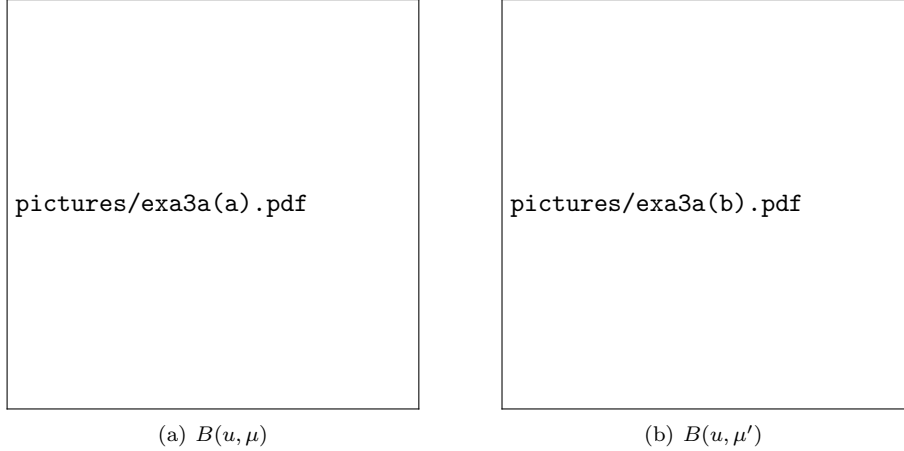 pictures/exa3a(a).pdf
pictures/exa3a(b).pdf
(a) B(u, μ)
(b) B(u, μ′)